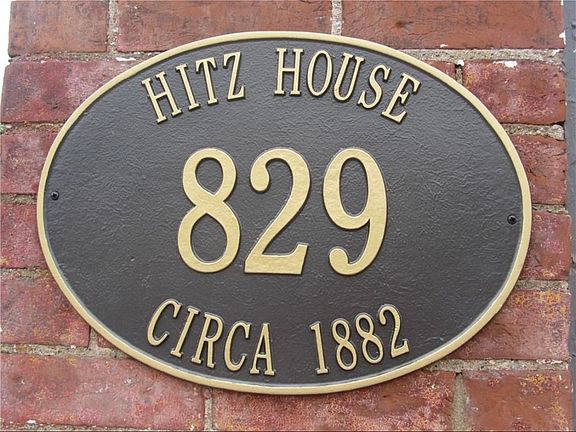 HITZ HOUSE
829
CIRCA 1882